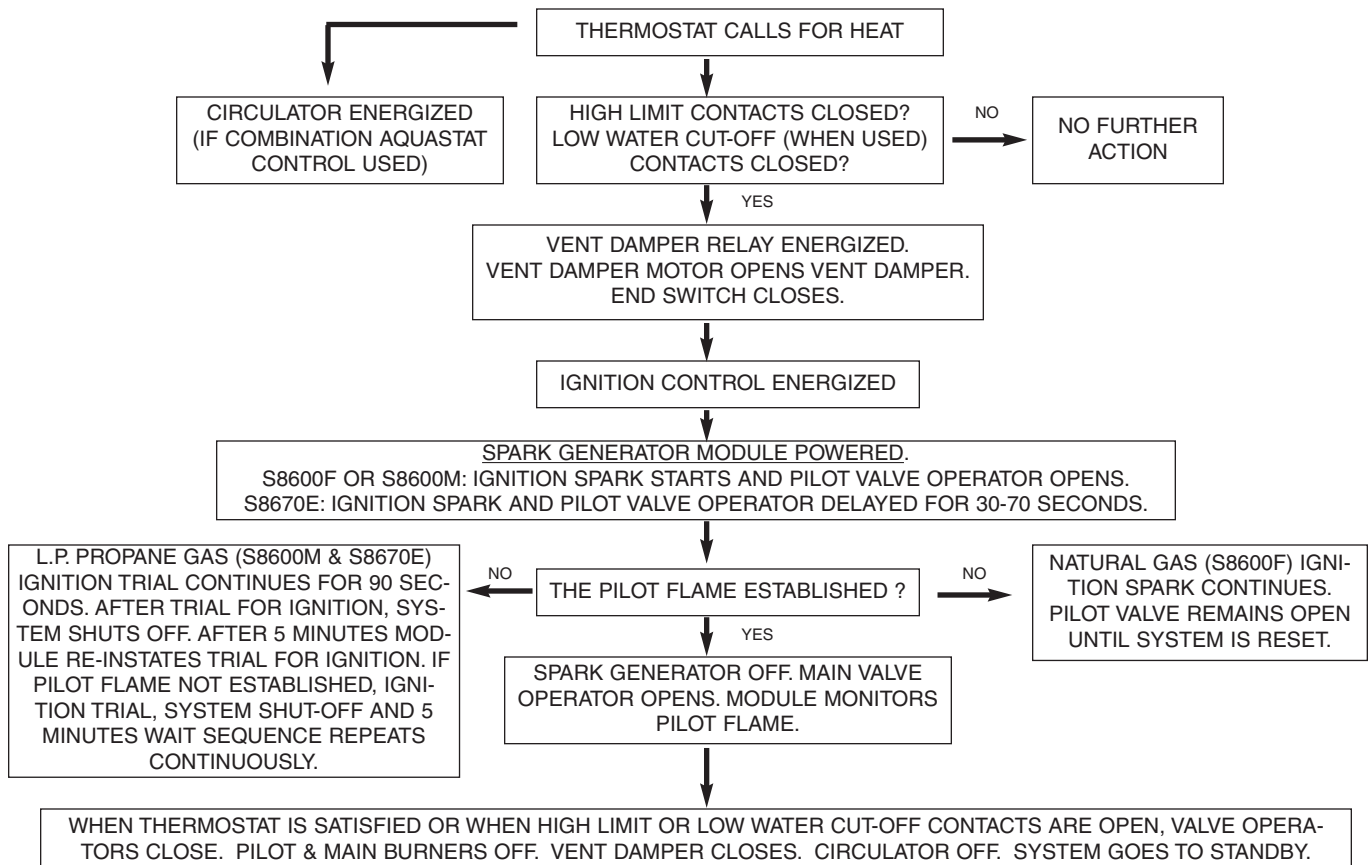 THERMOSTAT CALLS FOR HEAT
CIRCULATOR ENERGIZED
(IF COMBINATION AQUASTAT
CONTROL USED)
HIGH LIMIT CONTACTS CLOSED?
LOW WATER CUT-OFF (WHEN USED)
CONTACTS CLOSED?
NO
NO FURTHER
ACTION
YES
VENT DAMPER RELAY ENERGIZED.
VENT DAMPER MOTOR OPENS VENT DAMPER.
END SWITCH CLOSES.
IGNITION CONTROL ENERGIZED
SPARK GENERATOR MODULE POWERED.
S8600F OR S8600M: IGNITION SPARK STARTS AND PILOT VALVE OPERATOR OPENS.
S8670E: IGNITION SPARK AND PILOT VALVE OPERATOR DELAYED FOR 30-70 SECONDS.
L.P. PROPANE GAS (S8600M & S8670E)
IGNITION TRIAL CONTINUES FOR 90 SEC-
ONDS. AFTER TRIAL FOR IGNITION, SYS-
TEM SHUTS OFF. AFTER 5 MINUTES MOD-
ULE RE-INSTATES TRIAL FOR IGNITION. IF
PILOT FLAME NOT ESTABLISHED, IGNI-
TION TRIAL, SYSTEM SHUT-OFF AND 5
MINUTES WAIT SEQUENCE REPEATS
CONTINUOUSLY.
NO
THE PILOT FLAME ESTABLISHED ?
NO
NATURAL GAS (S8600F) IGNI-
TION SPARK CONTINUES.
PILOT VALVE REMAINS OPEN
UNTIL SYSTEM IS RESET.
YES
SPARK GENERATOR OFF. MAIN VALVE
OPERATOR OPENS. MODULE MONITORS
PILOT FLAME.
WHEN THERMOSTAT IS SATISFIED OR WHEN HIGH LIMIT OR LOW WATER CUT-OFF CONTACTS ARE OPEN, VALVE OPERA-
TORS CLOSE. PILOT & MAIN BURNERS OFF. VENT DAMPER CLOSES. CIRCULATOR OFF. SYSTEM GOES TO STANDBY.